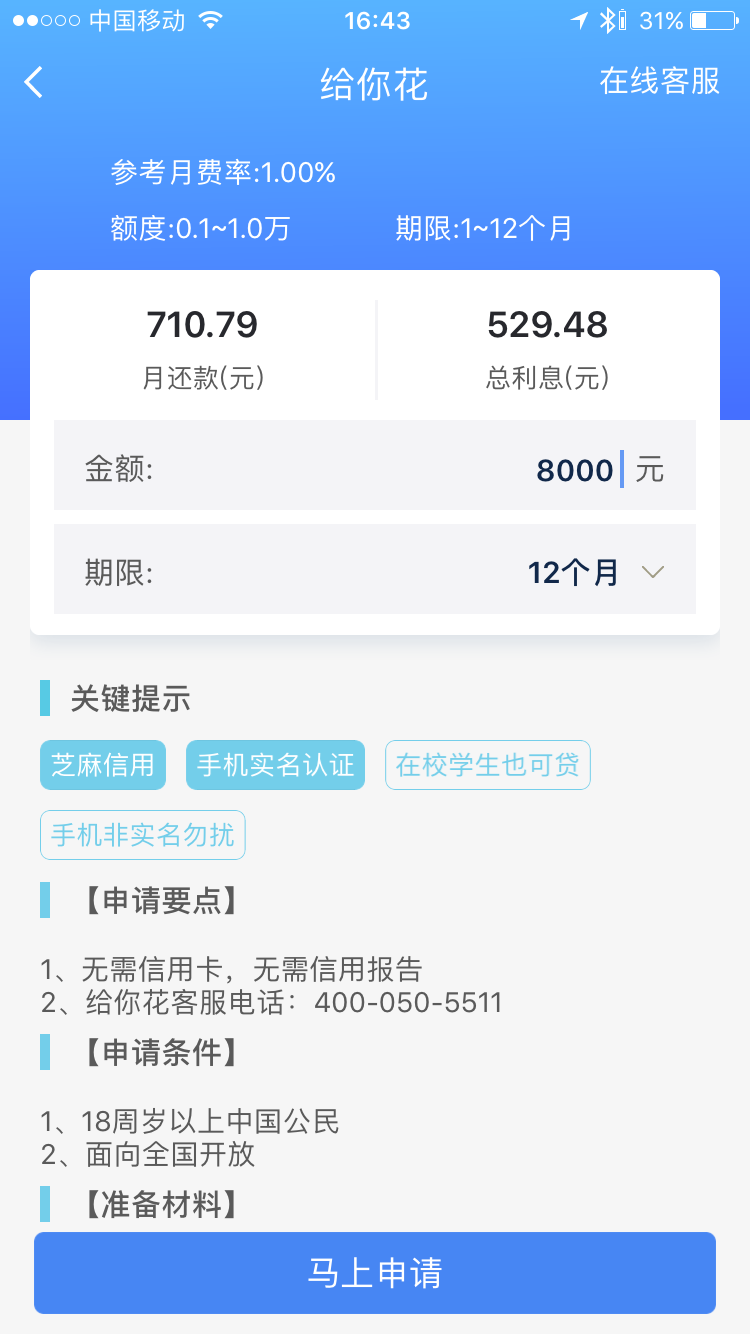 中国移动 16:43 31%
给你花 在线客服
参考月费率:1.00%
额度:0.1~1.0万 期限:1~12个月
710.79 529.48
月还款(元) 总利息(元)
金额: 8000 元
期限: 12个月
关键提示
芝麻信用 手机实名认证 在校学生也可贷
手机非实名勿扰
【申请要点】
1、无需信用卡，无需信用报告
2、给你花客服电话：400-050-5511
【申请条件】
1、18周岁以上中国公民
2、面向全国开放
【准备材料】
马上申请